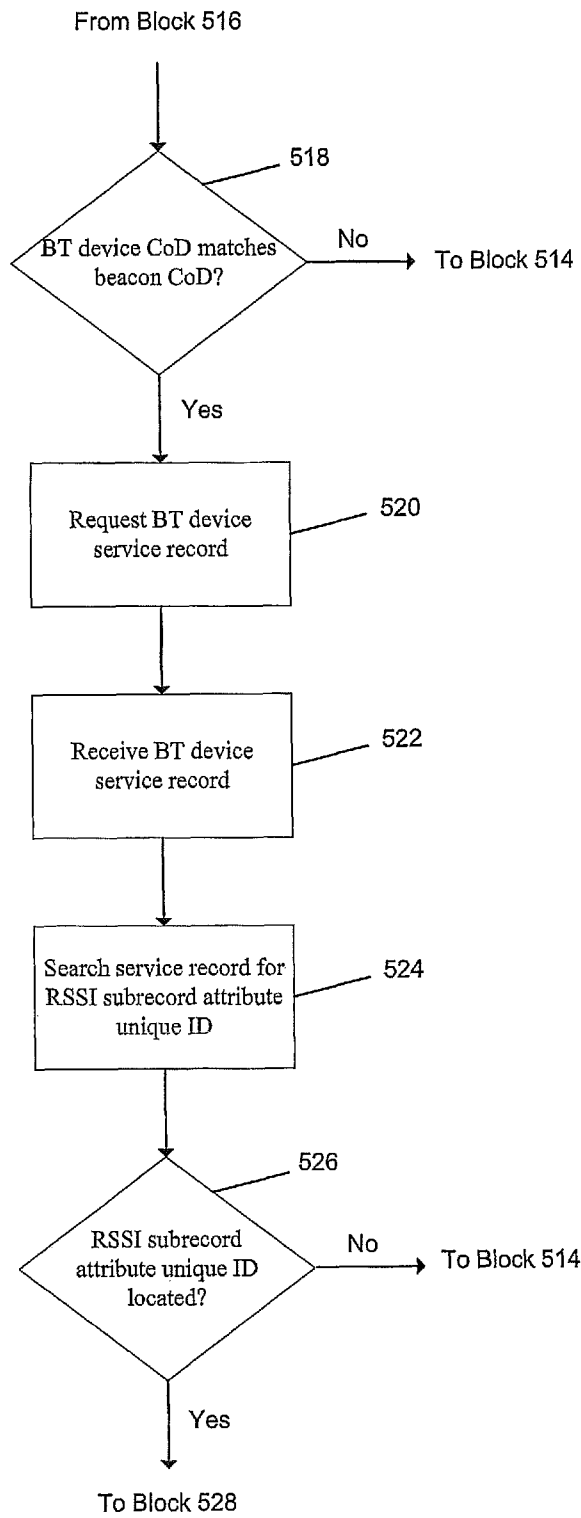 From Block 516
518
BT device CoD matches
beacon CoD?
No
To Block 514
Yes
Request BT device
service record
520
Receive BT device
service record
522
Search service record for
RSSI subrecord attribute
unique ID
524
526
RSSI subrecord
attribute unique ID
located?
No
To Block 514
Yes
To Block 528